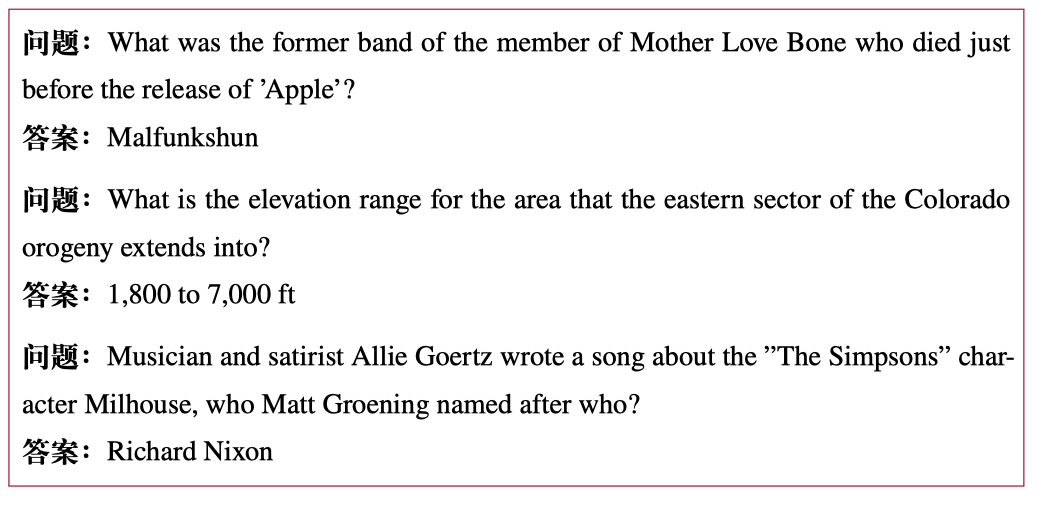 问题：What was the former band of the member of Mother Love Bone who died just
before the release of ’Apple’?
答案：Malfunkshun
问题：What is the elevation range for the area that the eastern sector of the Colorado
orogeny extends into?
答案：1,800 to 7,000 ft
问题：Musician and satirist Allie Goertz wrote a song about the ”The Simpsons” char-
acter Milhouse, who Matt Groening named after who?
答案：Richard Nixon